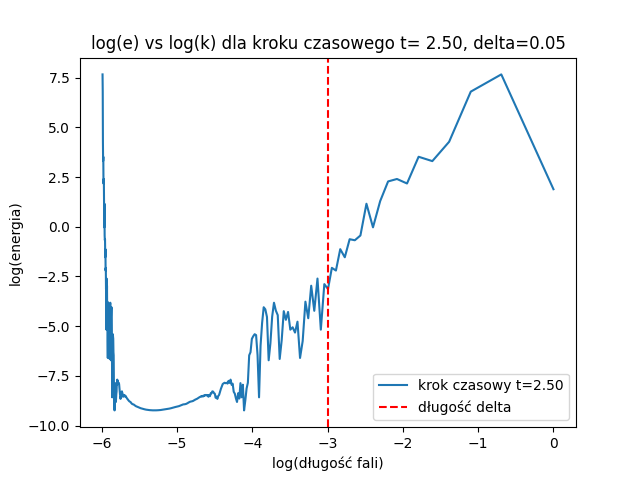 log(e) vs log(k) dla kroku czasowego t= 2.50, delta=0.05
7.5
5.0
2.5
0.0
−2.5
−5.0
−7.5
−10.0
log(energia)
krok czasowy t=2.50
długość delta
−6 −5 −4 −3 −2 −1 0
log(długość fali)